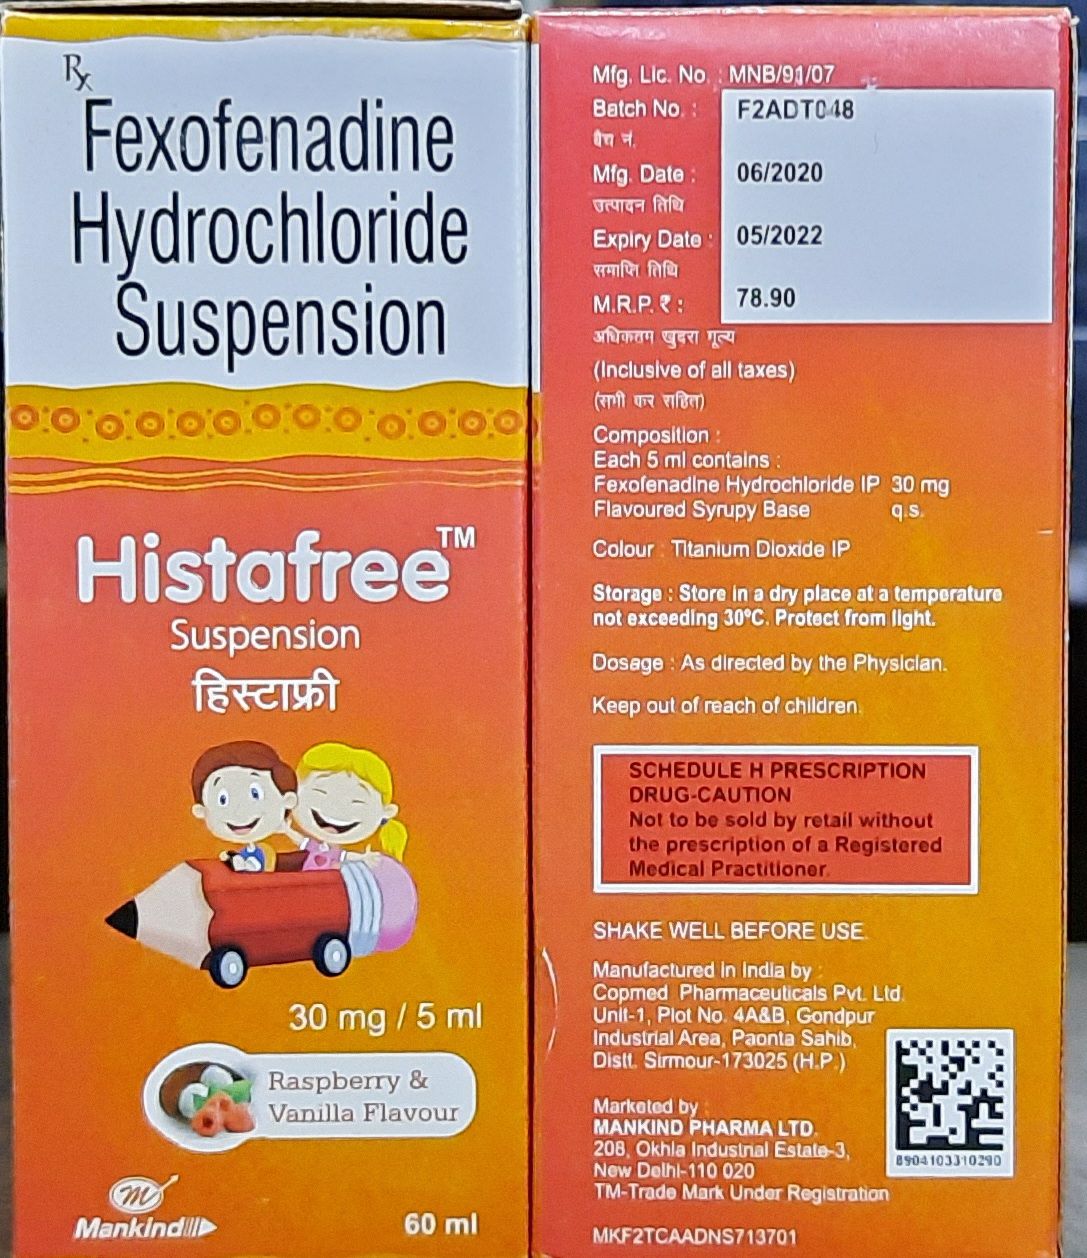 Rx
Fexofenadine
Hydrochloride
Suspension
Histafree™
Suspension
हिस्टाफ्री
30 mg / 5 ml
Raspberry &
Vanilla Flavour
Mankind
60 ml
Mfg. Lic. No. : MNB/91/07
Batch No. : F2ADT048
बैच नं.
Mfg. Date : 06/2020
उत्पादन तिथि
Expiry Date : 05/2022
समाप्ति तिथि
M.R.P. ₹ : 78.90
अधिकतम खुदरा मूल्य
(Inclusive of all taxes)
(सभी कर सहित)
Composition :
Each 5 ml contains :
Fexofenadine Hydrochloride IP 30 mg
Flavoured Syrupy Base q.s.
Colour : Titanium Dioxide IP
Storage : Store in a dry place at a temperature
not exceeding 30°C. Protect from light.
Dosage : As directed by the Physician.
Keep out of reach of children.
SCHEDULE H PRESCRIPTION
DRUG-CAUTION
Not to be sold by retail without
the prescription of a Registered
Medical Practitioner.
SHAKE WELL BEFORE USE.
Manufactured in India by :
Copmed Pharmaceuticals Pvt. Ltd.
Unit-1, Plot No. 4A&B, Gondpur
Industrial Area, Paonta Sahib,
Distt. Sirmour-173025 (H.P.)
Marketed by :
MANKIND PHARMA LTD.
208, Okhla Industrial Estate-3,
New Delhi-110 020
TM-Trade Mark Under Registration
8904103310290
MKF2TCAADNS713701